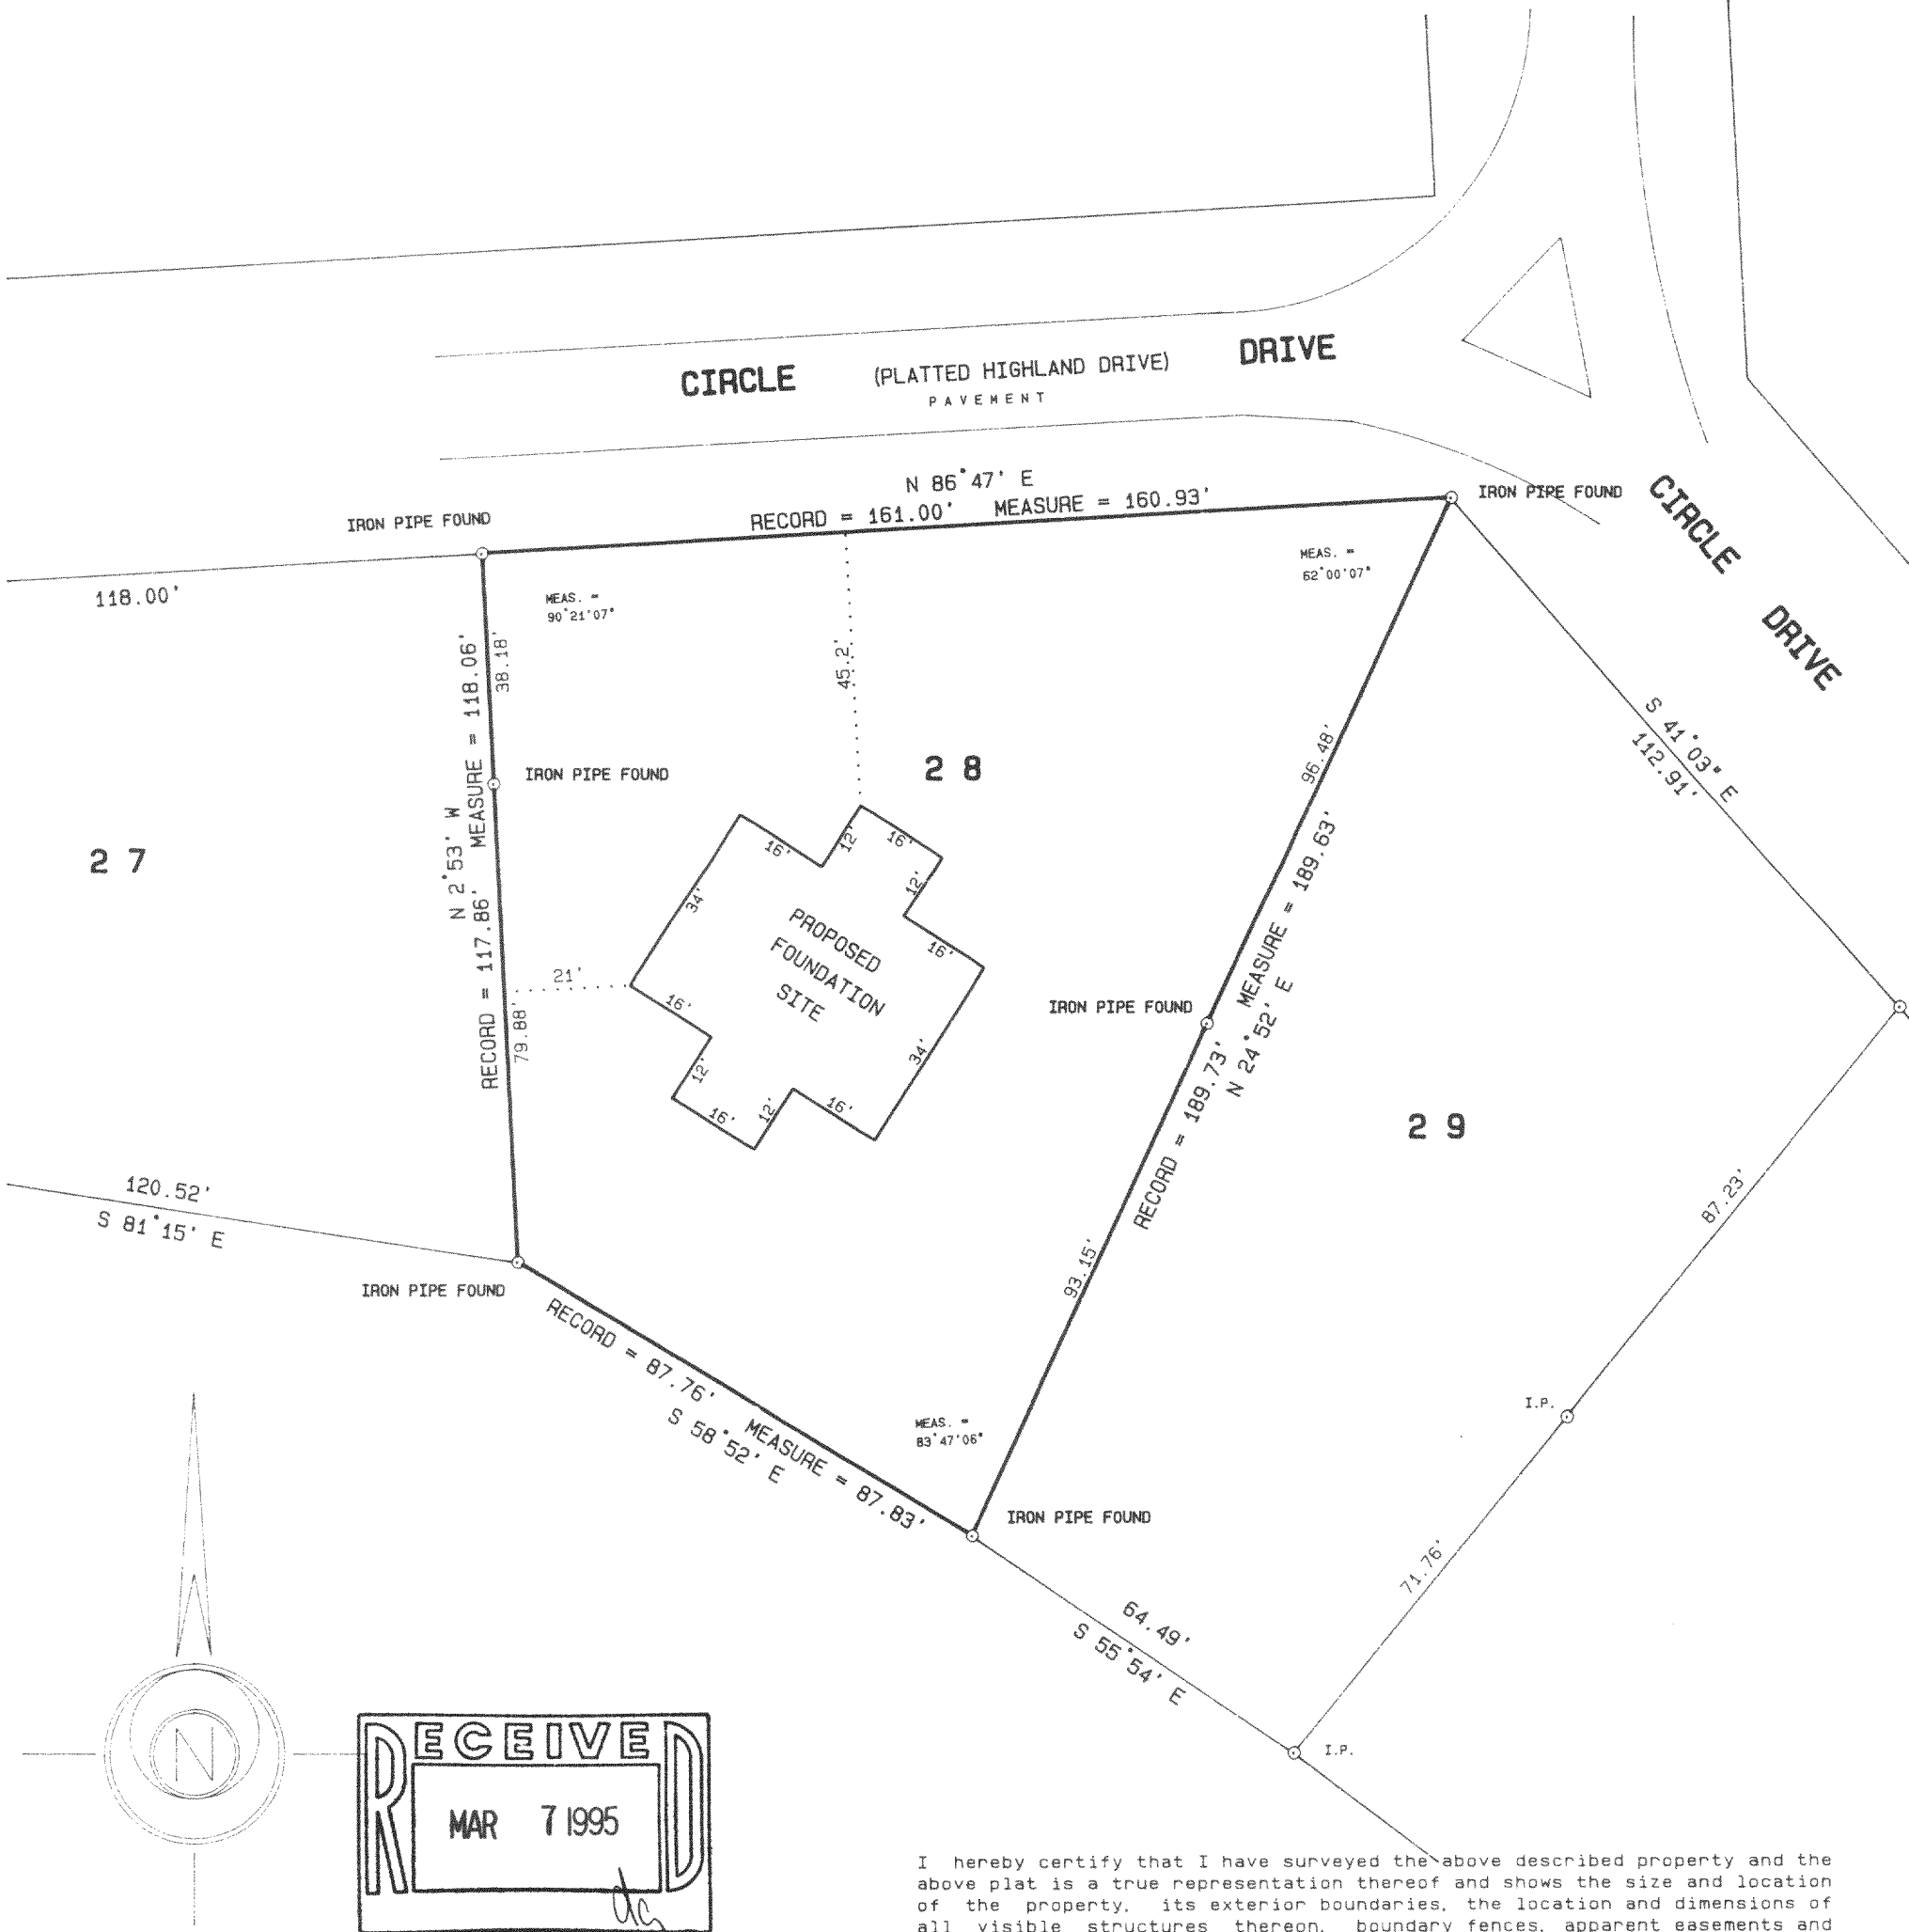 CIRCLE (PLATTED HIGHLAND DRIVE) DRIVE
PAVEMENT
N 86°47' E
RECORD = 161.00' MEASURE = 160.93'
IRON PIPE FOUND
IRON PIPE FOUND
CIRCLE DRIVE
118.00'
MEAS. =
90°21'07"
MEAS. =
62°00'07"
45.2'
38.18'
N 2°53' W
RECORD = 117.86' MEASURE = 118.06'
79.88'
IRON PIPE FOUND
2 8
2 7
96.48'
S 41°03" E
112.91'
16'
12'
16'
12'
16'
34'
34'
PROPOSED
FOUNDATION
SITE
21'
16'
12'
16'
12'
16'
IRON PIPE FOUND
RECORD = 189.73' MEASURE = 189.63'
N 24°52' E
93.15'
2 9
87.23'
120.52'
S 81°15' E
IRON PIPE FOUND
RECORD = 87.76' MEASURE = 87.83'
S 58°52' E
MEAS. =
83°47'06"
IRON PIPE FOUND
I.P.
71.76'
64.49'
S 55°54' E
I.P.
N
RECEIVED
MAR 7 1995
I hereby certify that I have surveyed the above described property and the
above plat is a true representation thereof and shows the size and location
of the property, its exterior boundaries, the location and dimensions of
all visible structures thereon, boundary fences, apparent easements and